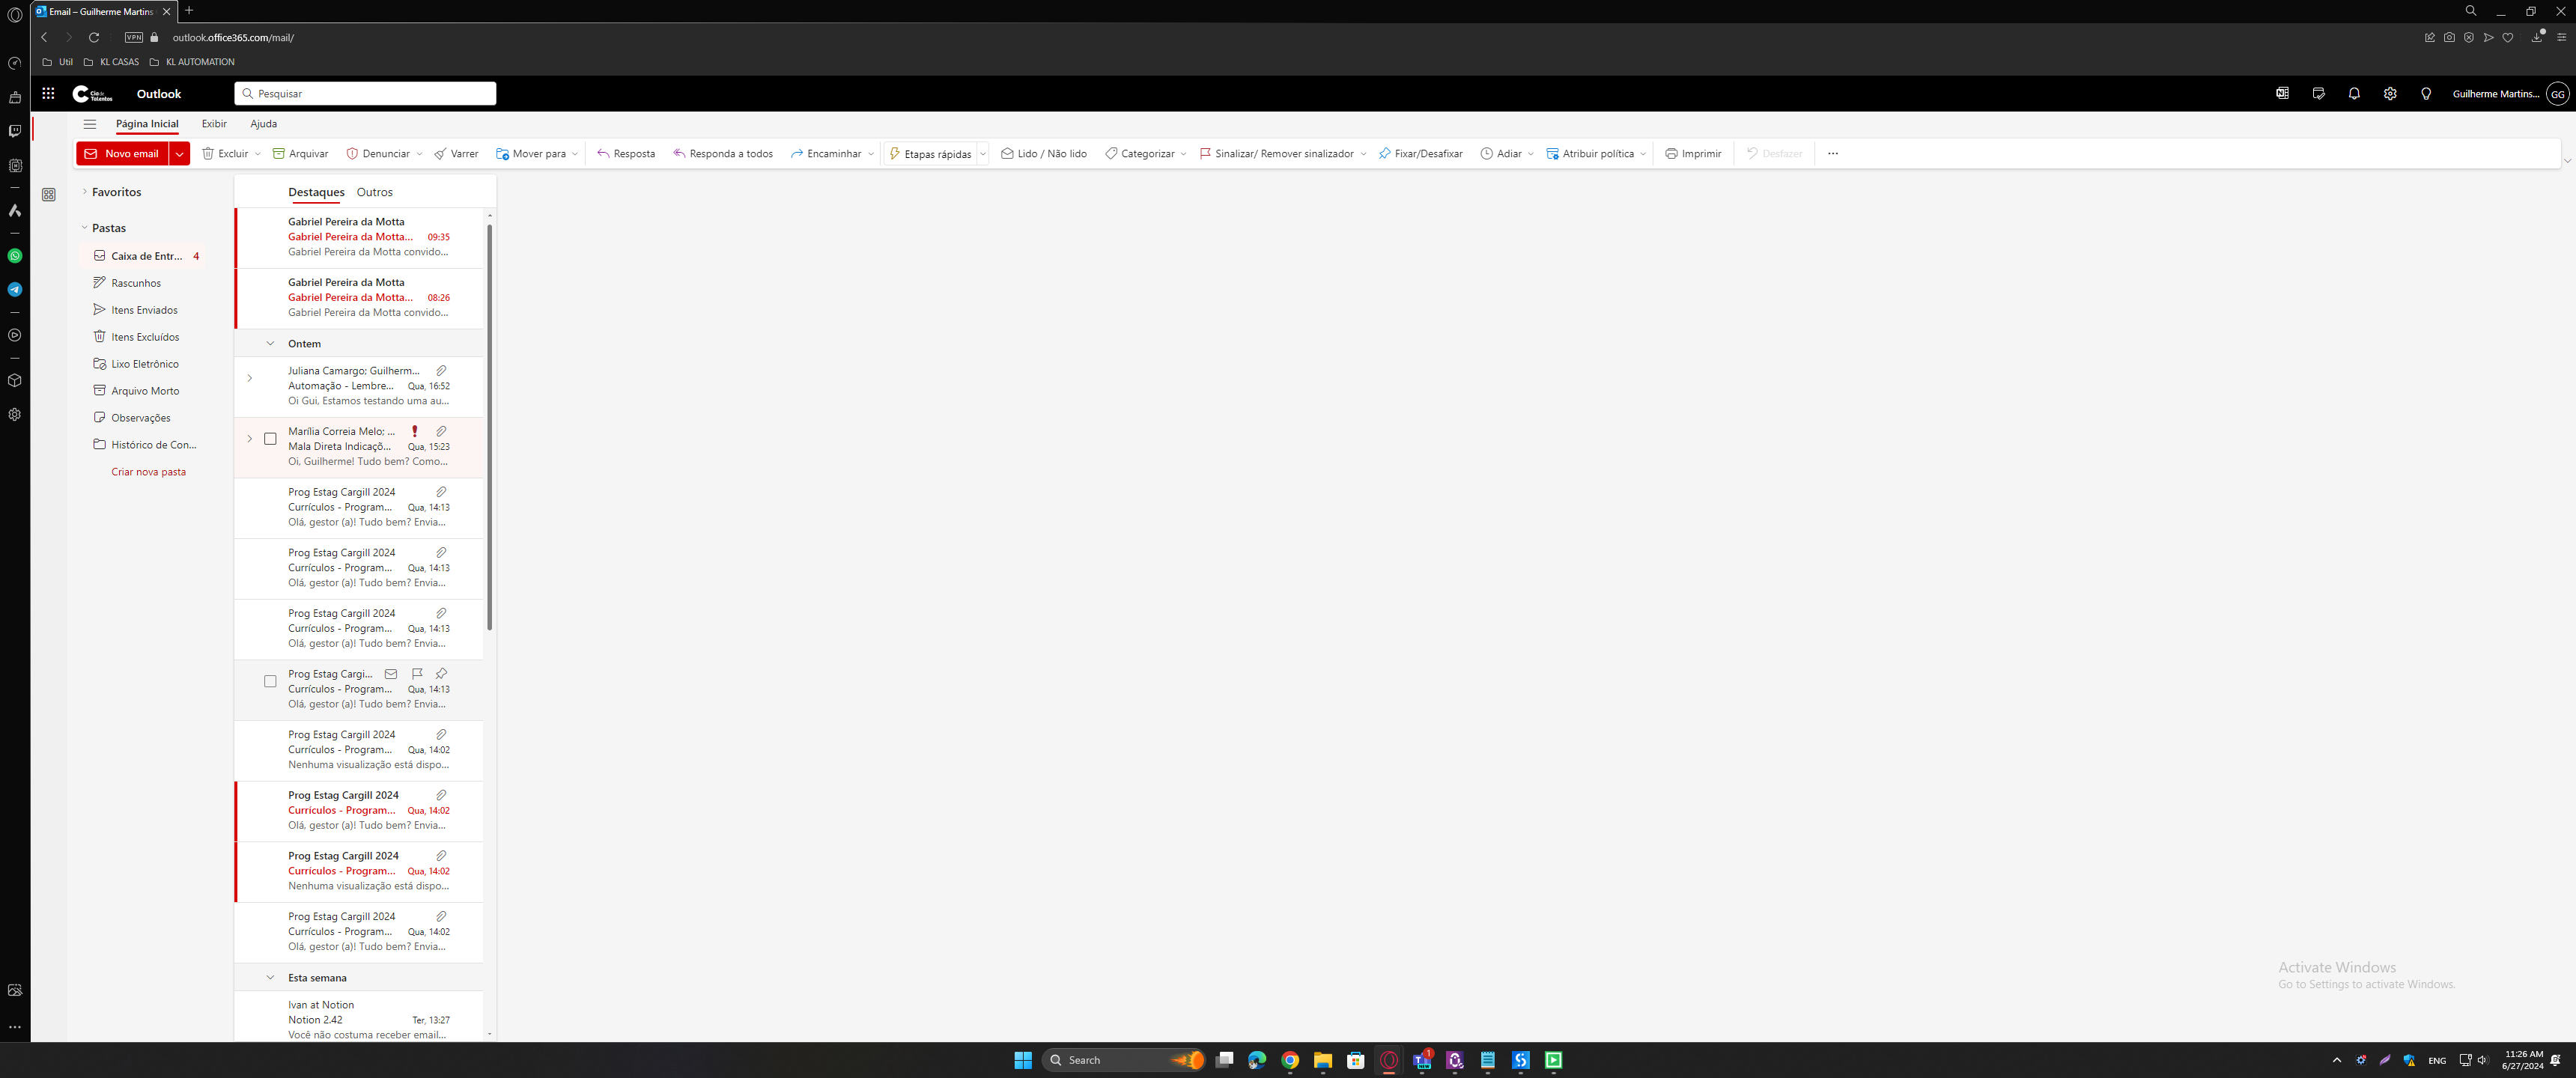 Email – Guilherme Martins
VPN
outlook.office365.com/mail/
Util
KL CASAS
KL AUTOMATION
Cia de Talentos
Outlook
Pesquisar
Guilherme Martins...
GG
Página Inicial
Exibir
Ajuda
Novo email
Excluir
Arquivar
Denunciar
Varrer
Mover para
Resposta
Responda a todos
Encaminhar
Etapas rápidas
Lido / Não lido
Categorizar
Sinalizar/ Remover sinalizador
Fixar/Desafixar
Adiar
Atribuir política
Imprimir
Desfazer
...
Favoritos
Pastas
Caixa de Entr... 4
Rascunhos
Itens Enviados
Itens Excluídos
Lixo Eletrônico
Arquivo Morto
Observações
Histórico de Con...
Criar nova pasta
Destaques
Outros
Gabriel Pereira da Motta
Gabriel Pereira da Motta... 09:35
Gabriel Pereira da Motta convido...
Gabriel Pereira da Motta
Gabriel Pereira da Motta... 08:26
Gabriel Pereira da Motta convido...
Ontem
Juliana Camargo; Guilherm...
Automação - Lembre... Qua, 16:52
Oi Gui, Estamos testando uma au...
Marília Correia Melo; ...
Mala Direta Indicaçõ... Qua, 15:23
Oi, Guilherme! Tudo bem? Como...
Prog Estag Cargill 2024
Currículos - Program... Qua, 14:13
Olá, gestor (a)! Tudo bem? Envia...
Prog Estag Cargill 2024
Currículos - Program... Qua, 14:13
Olá, gestor (a)! Tudo bem? Envia...
Prog Estag Cargill 2024
Currículos - Program... Qua, 14:13
Olá, gestor (a)! Tudo bem? Envia...
Prog Estag Cargi...
Currículos - Program... Qua, 14:13
Olá, gestor (a)! Tudo bem? Envia...
Prog Estag Cargill 2024
Currículos - Program... Qua, 14:02
Nenhuma visualização está dispo...
Prog Estag Cargill 2024
Currículos - Program... Qua, 14:02
Olá, gestor (a)! Tudo bem? Envia...
Prog Estag Cargill 2024
Currículos - Program... Qua, 14:02
Nenhuma visualização está dispo...
Prog Estag Cargill 2024
Currículos - Program... Qua, 14:02
Olá, gestor (a)! Tudo bem? Envia...
Esta semana
Ivan at Notion
Notion 2.42 Ter, 13:27
Você não costuma receber email...
Activate Windows
Go to Settings to activate Windows.
Search
1
NEW
ENG
11:26 AM
6/27/2024